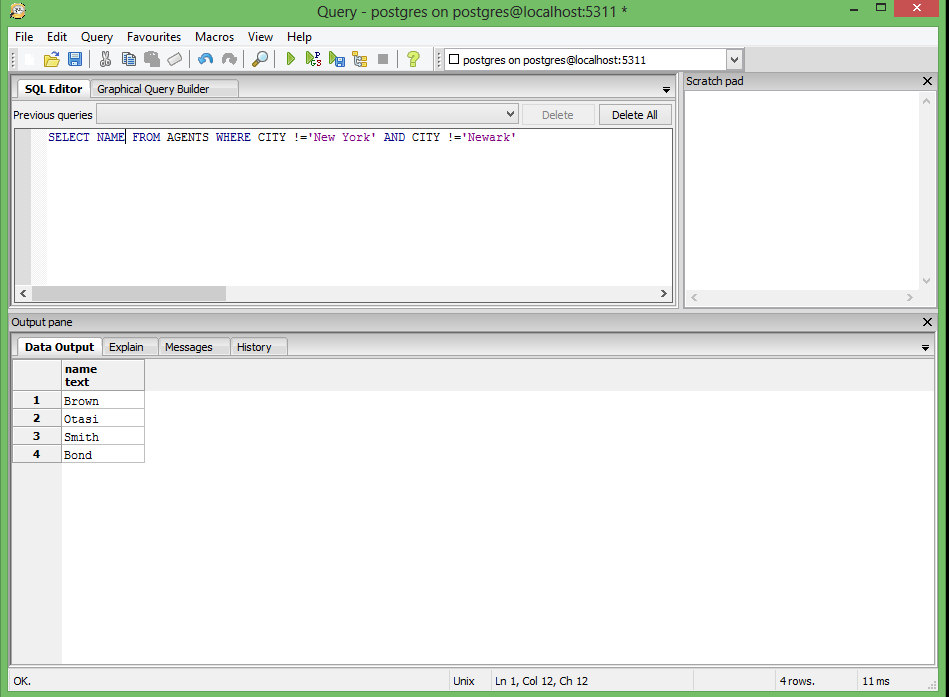 Query - postgres on postgres@localhost:5311 *
File Edit Query Favourites Macros View Help
postgres on postgres@localhost:5311
SQL Editor Graphical Query Builder
Scratch pad
Previous queries Delete Delete All
SELECT NAME FROM AGENTS WHERE CITY !='New York' AND CITY !='Newark'
Output pane
Data Output Explain Messages History
name
text
1 Brown
2 Otasi
3 Smith
4 Bond
OK. Unix Ln 1, Col 12, Ch 12 4 rows. 11 ms